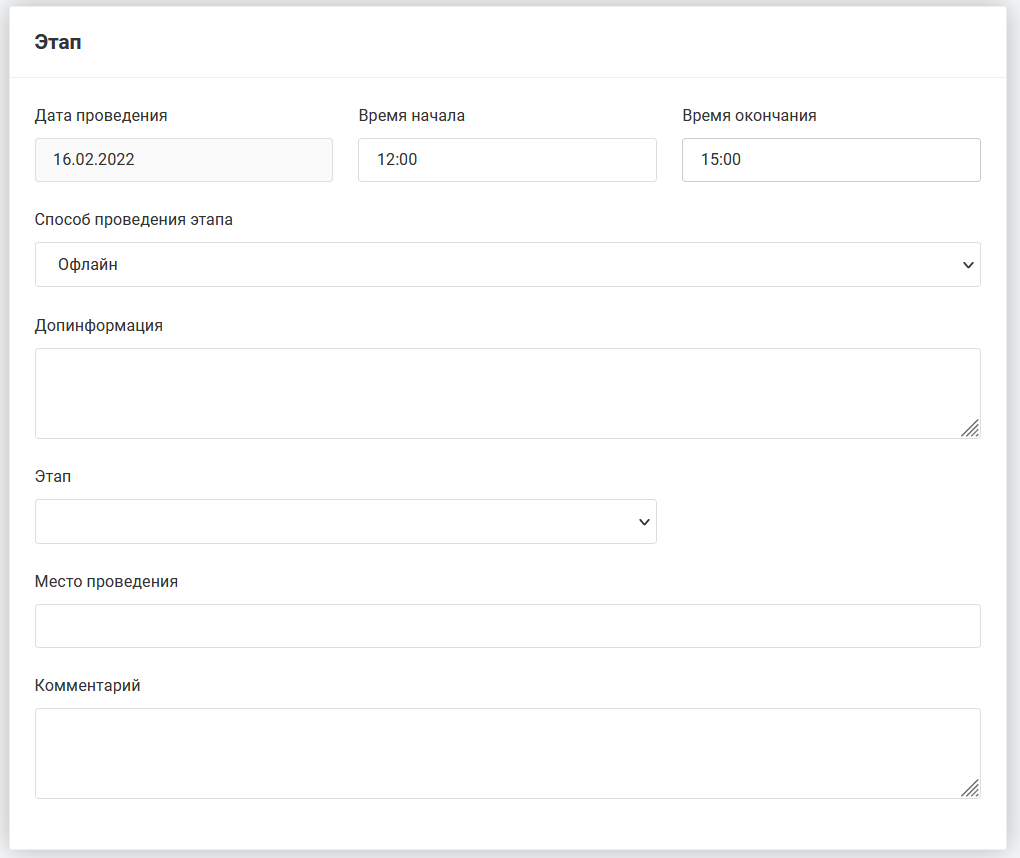 Этап
Дата проведения Время начала Время окончания
16.02.2022 12:00 15:00
Способ проведения этапа
Офлайн
Допинформация
Этап
Место проведения
Комментарий